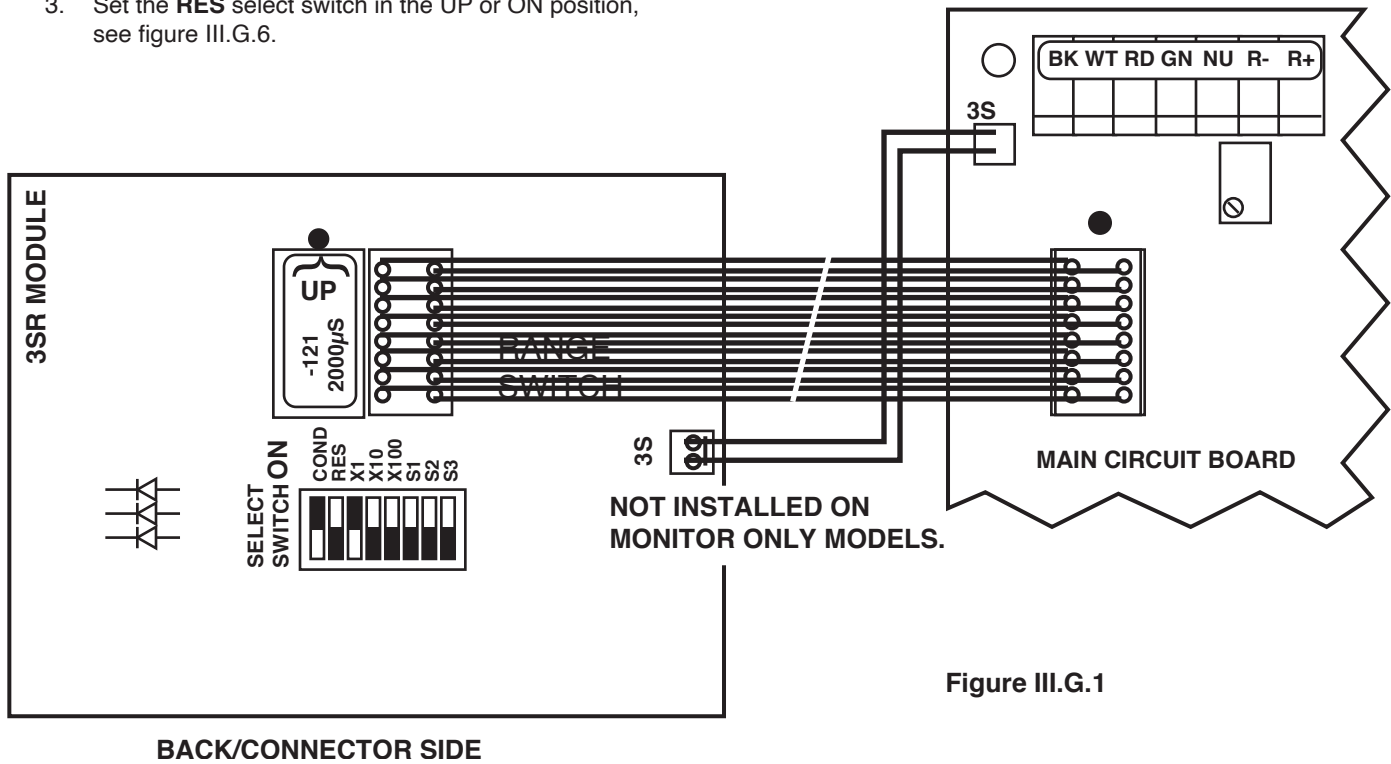 3. Set the RES select switch in the UP or ON position,
see figure III.G.6.
BK WT RD GN NU R- R+
3S
3SR MODULE
UP
-121
2000µS
RANGE
SWITCH
SELECT
SWITCH
ON
COND
RES
X1
X10
X100
S1
S2
S3
3S
MAIN CIRCUIT BOARD
NOT INSTALLED ON
MONITOR ONLY MODELS.
Figure III.G.1
BACK/CONNECTOR SIDE